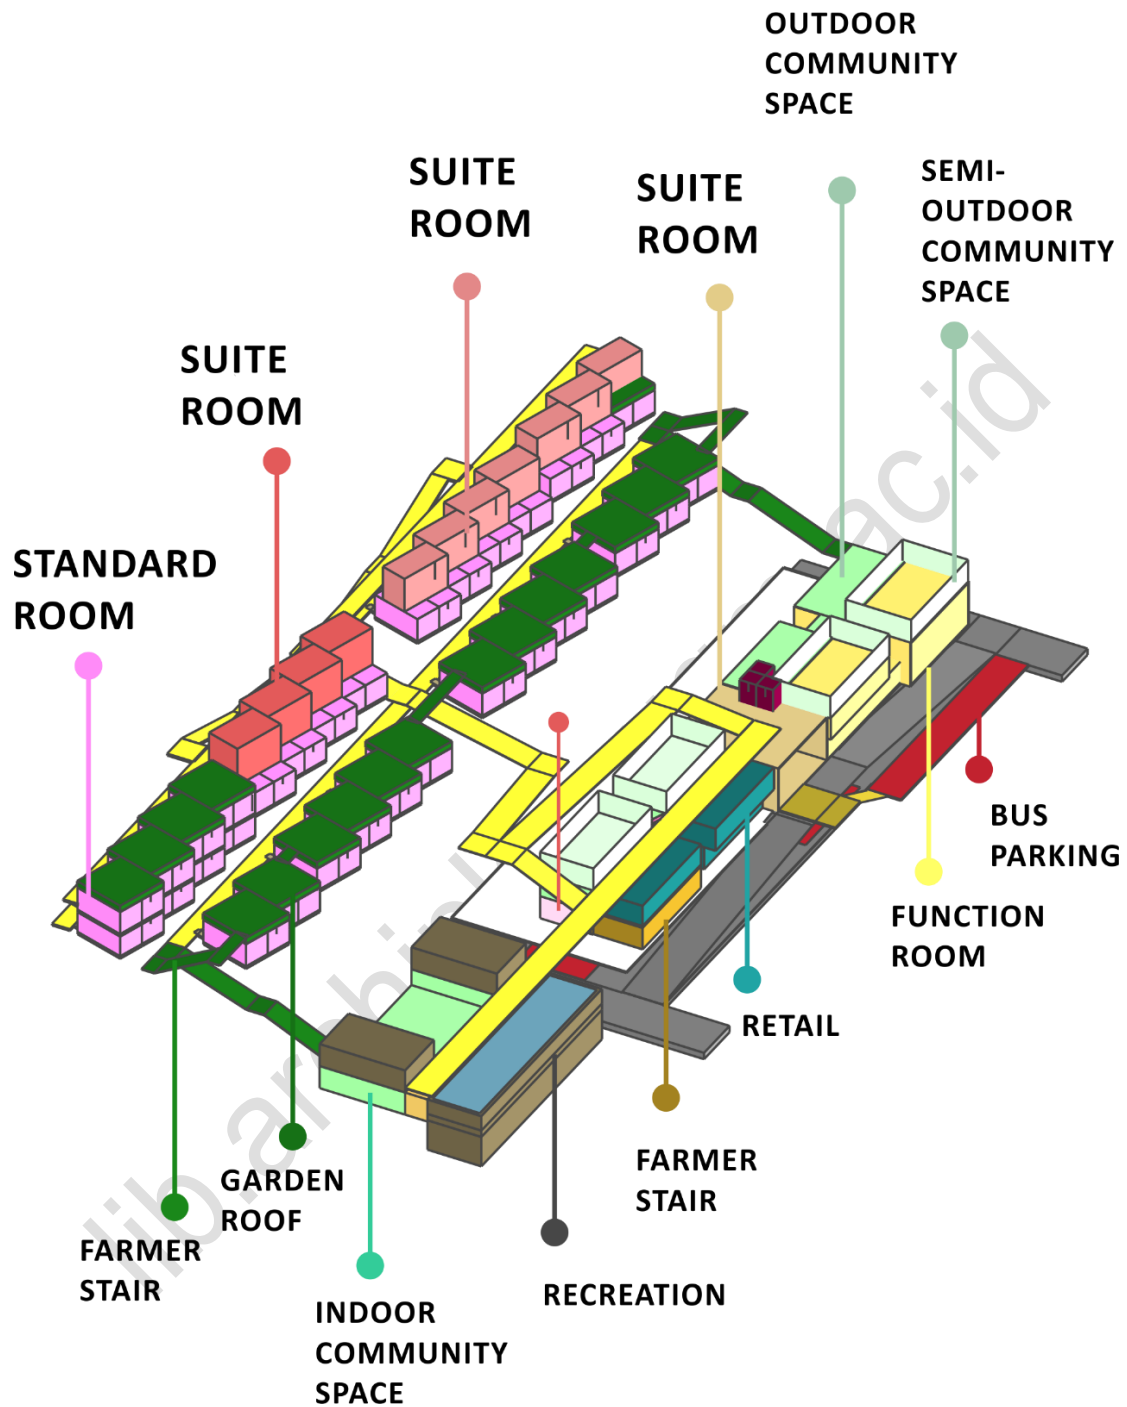 OUTDOOR
COMMUNITY
SPACE
SUITE
ROOM
SUITE
ROOM
SEMI-
OUTDOOR
COMMUNITY
SPACE
SUITE
ROOM
STANDARD
ROOM
BUS
PARKING
FUNCTION
ROOM
RETAIL
FARMER
STAIR
GARDEN
ROOF
FARMER
STAIR
RECREATION
INDOOR
COMMUNITY
SPACE